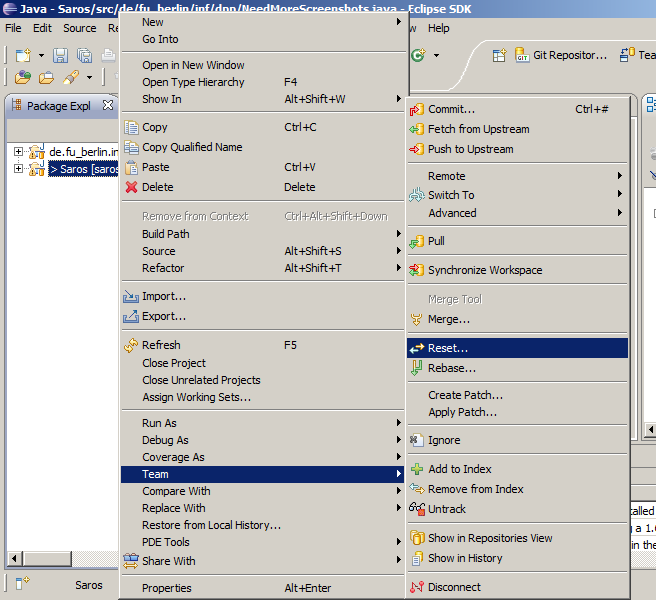 Java - Saros/src/de/fu_berlin/inf/dpp/NeedMoreScreenshots.java - Eclipse SDK
File Edit Source Help
Git Repositor...
Package Expl
de.fu_berlin.in
> Saros [saros
New
Go Into
Open in New Window
Open Type Hierarchy F4
Show In Alt+Shift+W
Copy Ctrl+C
Copy Qualified Name
Paste Ctrl+V
Delete Delete
Remove from Context Ctrl+Alt+Shift+Down
Build Path
Source Alt+Shift+S
Refactor Alt+Shift+T
Import...
Export...
Refresh F5
Close Project
Close Unrelated Projects
Assign Working Sets...
Run As
Debug As
Coverage As
Team
Compare With
Replace With
Restore from Local History...
PDE Tools
Share With
Properties Alt+Enter
Commit... Ctrl+#
Fetch from Upstream
Push to Upstream
Remote
Switch To
Advanced
Pull
Synchronize Workspace
Merge Tool
Merge...
Reset...
Rebase...
Create Patch...
Apply Patch...
Ignore
Add to Index
Remove from Index
Untrack
Show in Repositories View
Show in History
Disconnect
talled
g a 1.6
in the
Saros